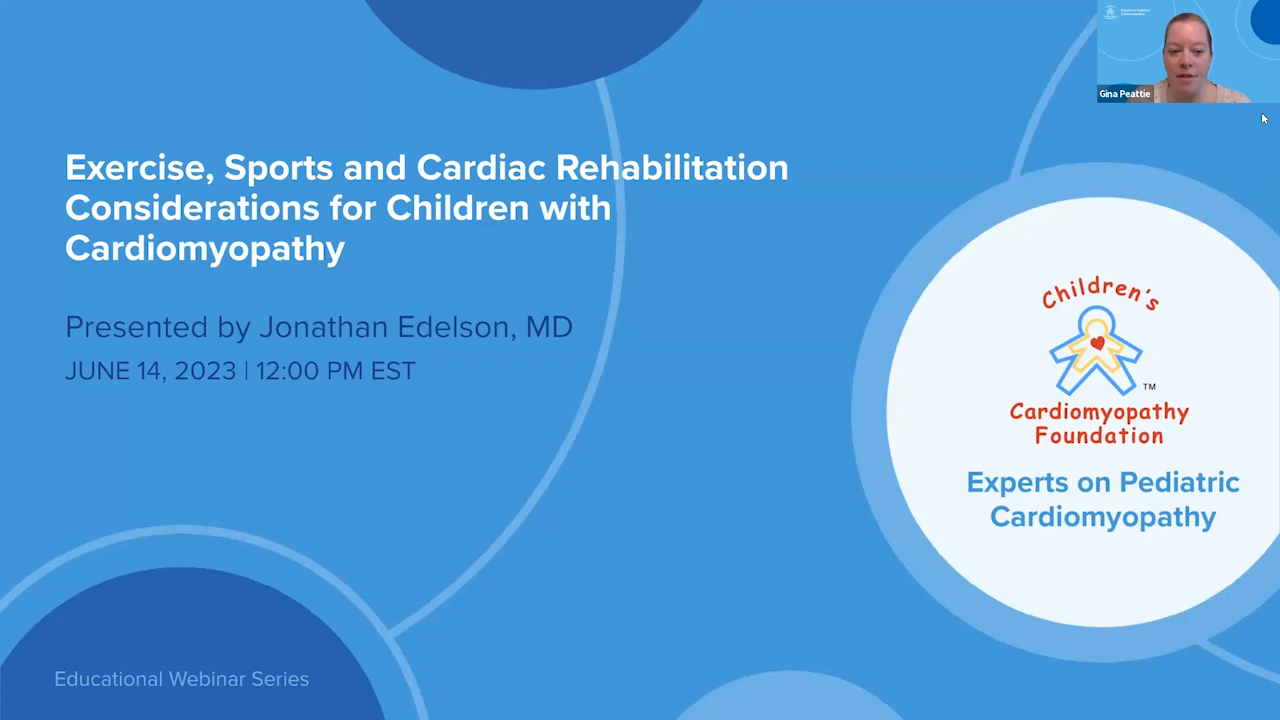 Exercise, Sports and Cardiac Rehabilitation
Considerations for Children with
Cardiomyopathy
Presented by Jonathan Edelson, MD
JUNE 14, 2023 | 12:00 PM EST
Educational Webinar Series
Gina Peattie
Children's
TM
Cardiomyopathy
Foundation
Experts on Pediatric
Cardiomyopathy